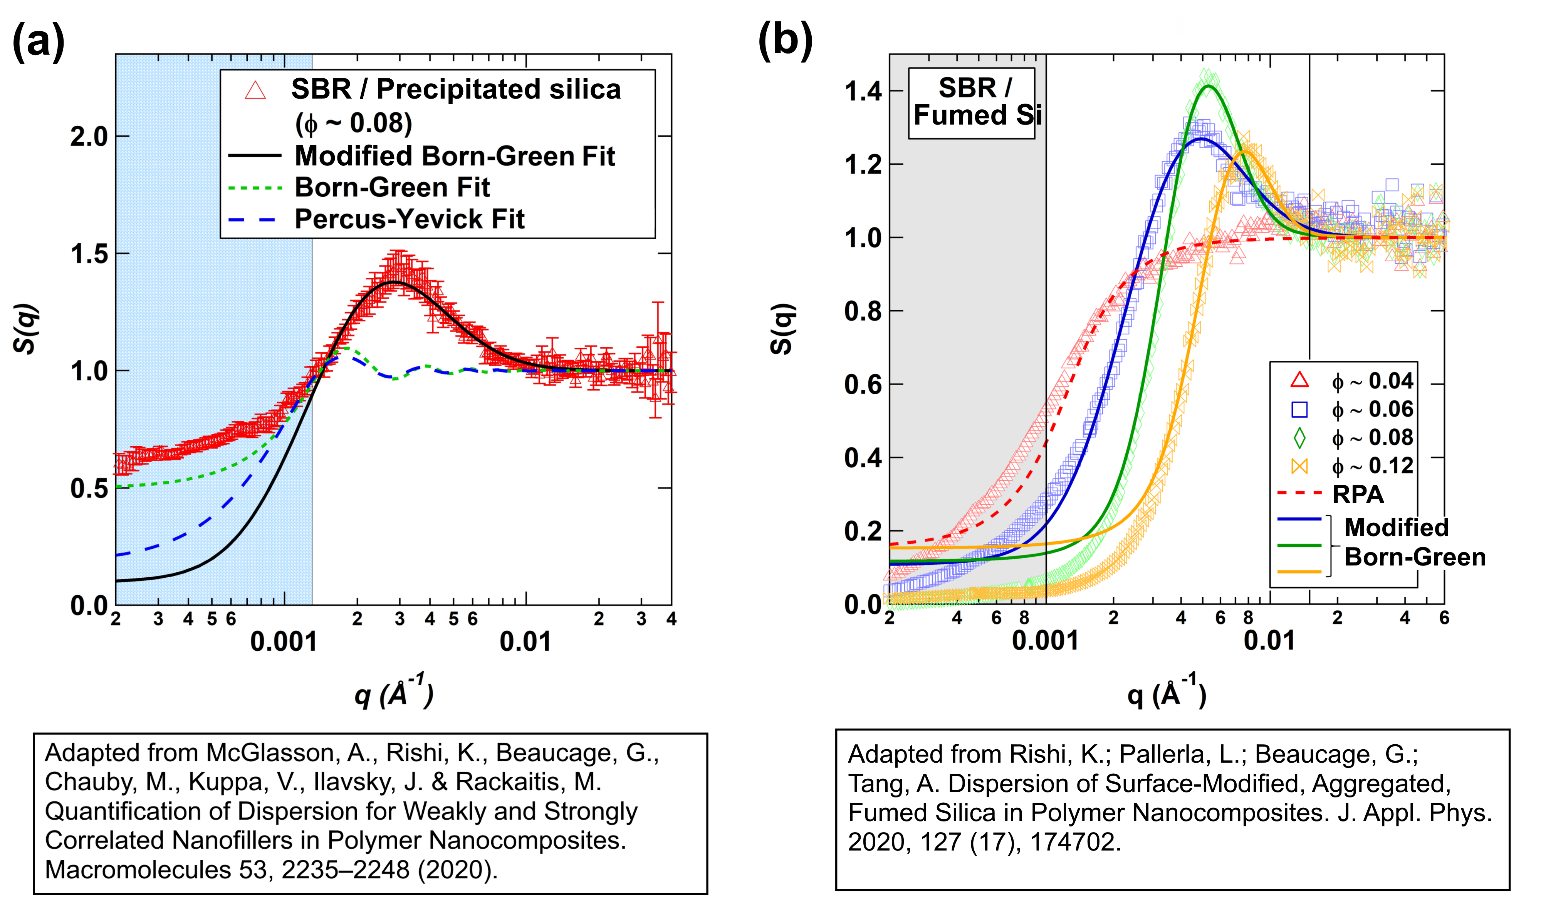 (a)
SBR / Precipitated silica
(ϕ ~ 0.08)
Modified Born-Green Fit
Born-Green Fit
Percus-Yevick Fit
2.0
1.5
1.0
0.5
0.0
S(q)
2 3 4 5 6 0.001 2 3 4 5 6 0.01 2 3 4
q (Å-1)
Adapted from McGlasson, A., Rishi, K., Beaucage, G.,
Chauby, M., Kuppa, V., Ilavsky, J. & Rackaitis, M.
Quantification of Dispersion for Weakly and Strongly
Correlated Nanofillers in Polymer Nanocomposites.
Macromolecules 53, 2235–2248 (2020).
(b)
SBR /
Fumed Si
1.4
1.2
1.0
0.8
0.6
0.4
0.2
0.0
S(q)
ϕ ~ 0.04
ϕ ~ 0.06
ϕ ~ 0.08
ϕ ~ 0.12
RPA
Modified
Born-Green
2 4 6 8 0.001 2 4 6 8 0.01 2 4 6
q (Å-1)
Adapted from Rishi, K.; Pallerla, L.; Beaucage, G.;
Tang, A. Dispersion of Surface-Modified, Aggregated,
Fumed Silica in Polymer Nanocomposites. J. Appl. Phys.
2020, 127 (17), 174702.